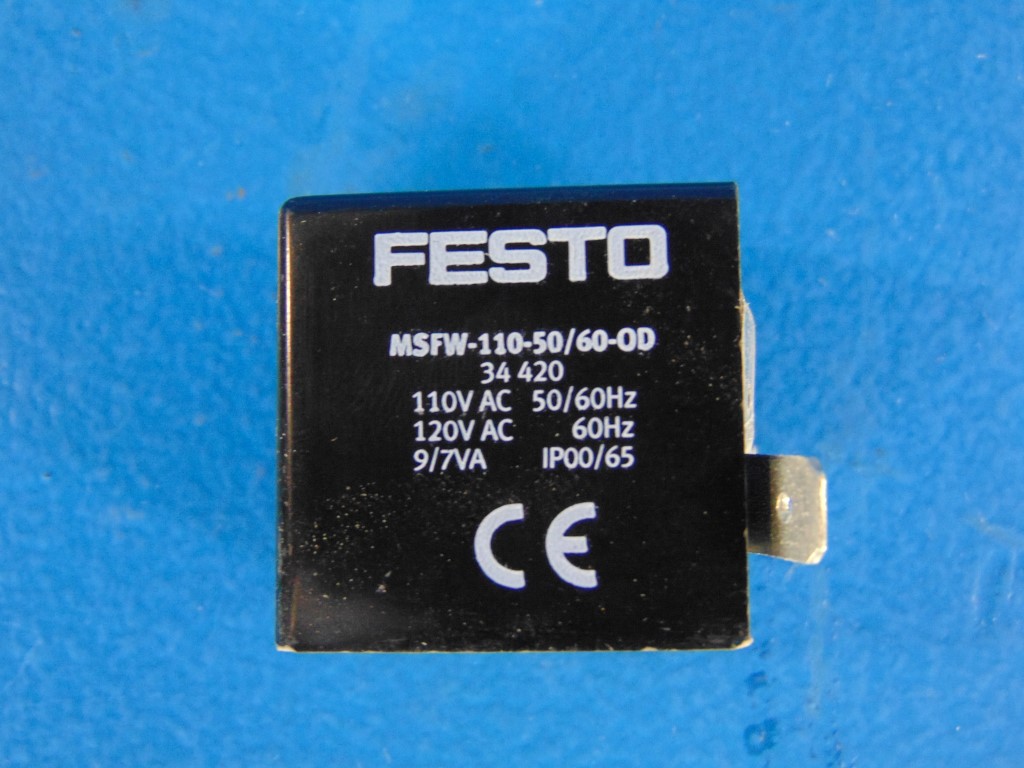 FESTO
MSFW-110-50/60-OD
34 420
110V AC 50/60Hz
120V AC 60Hz
9/7VA IP00/65
CE